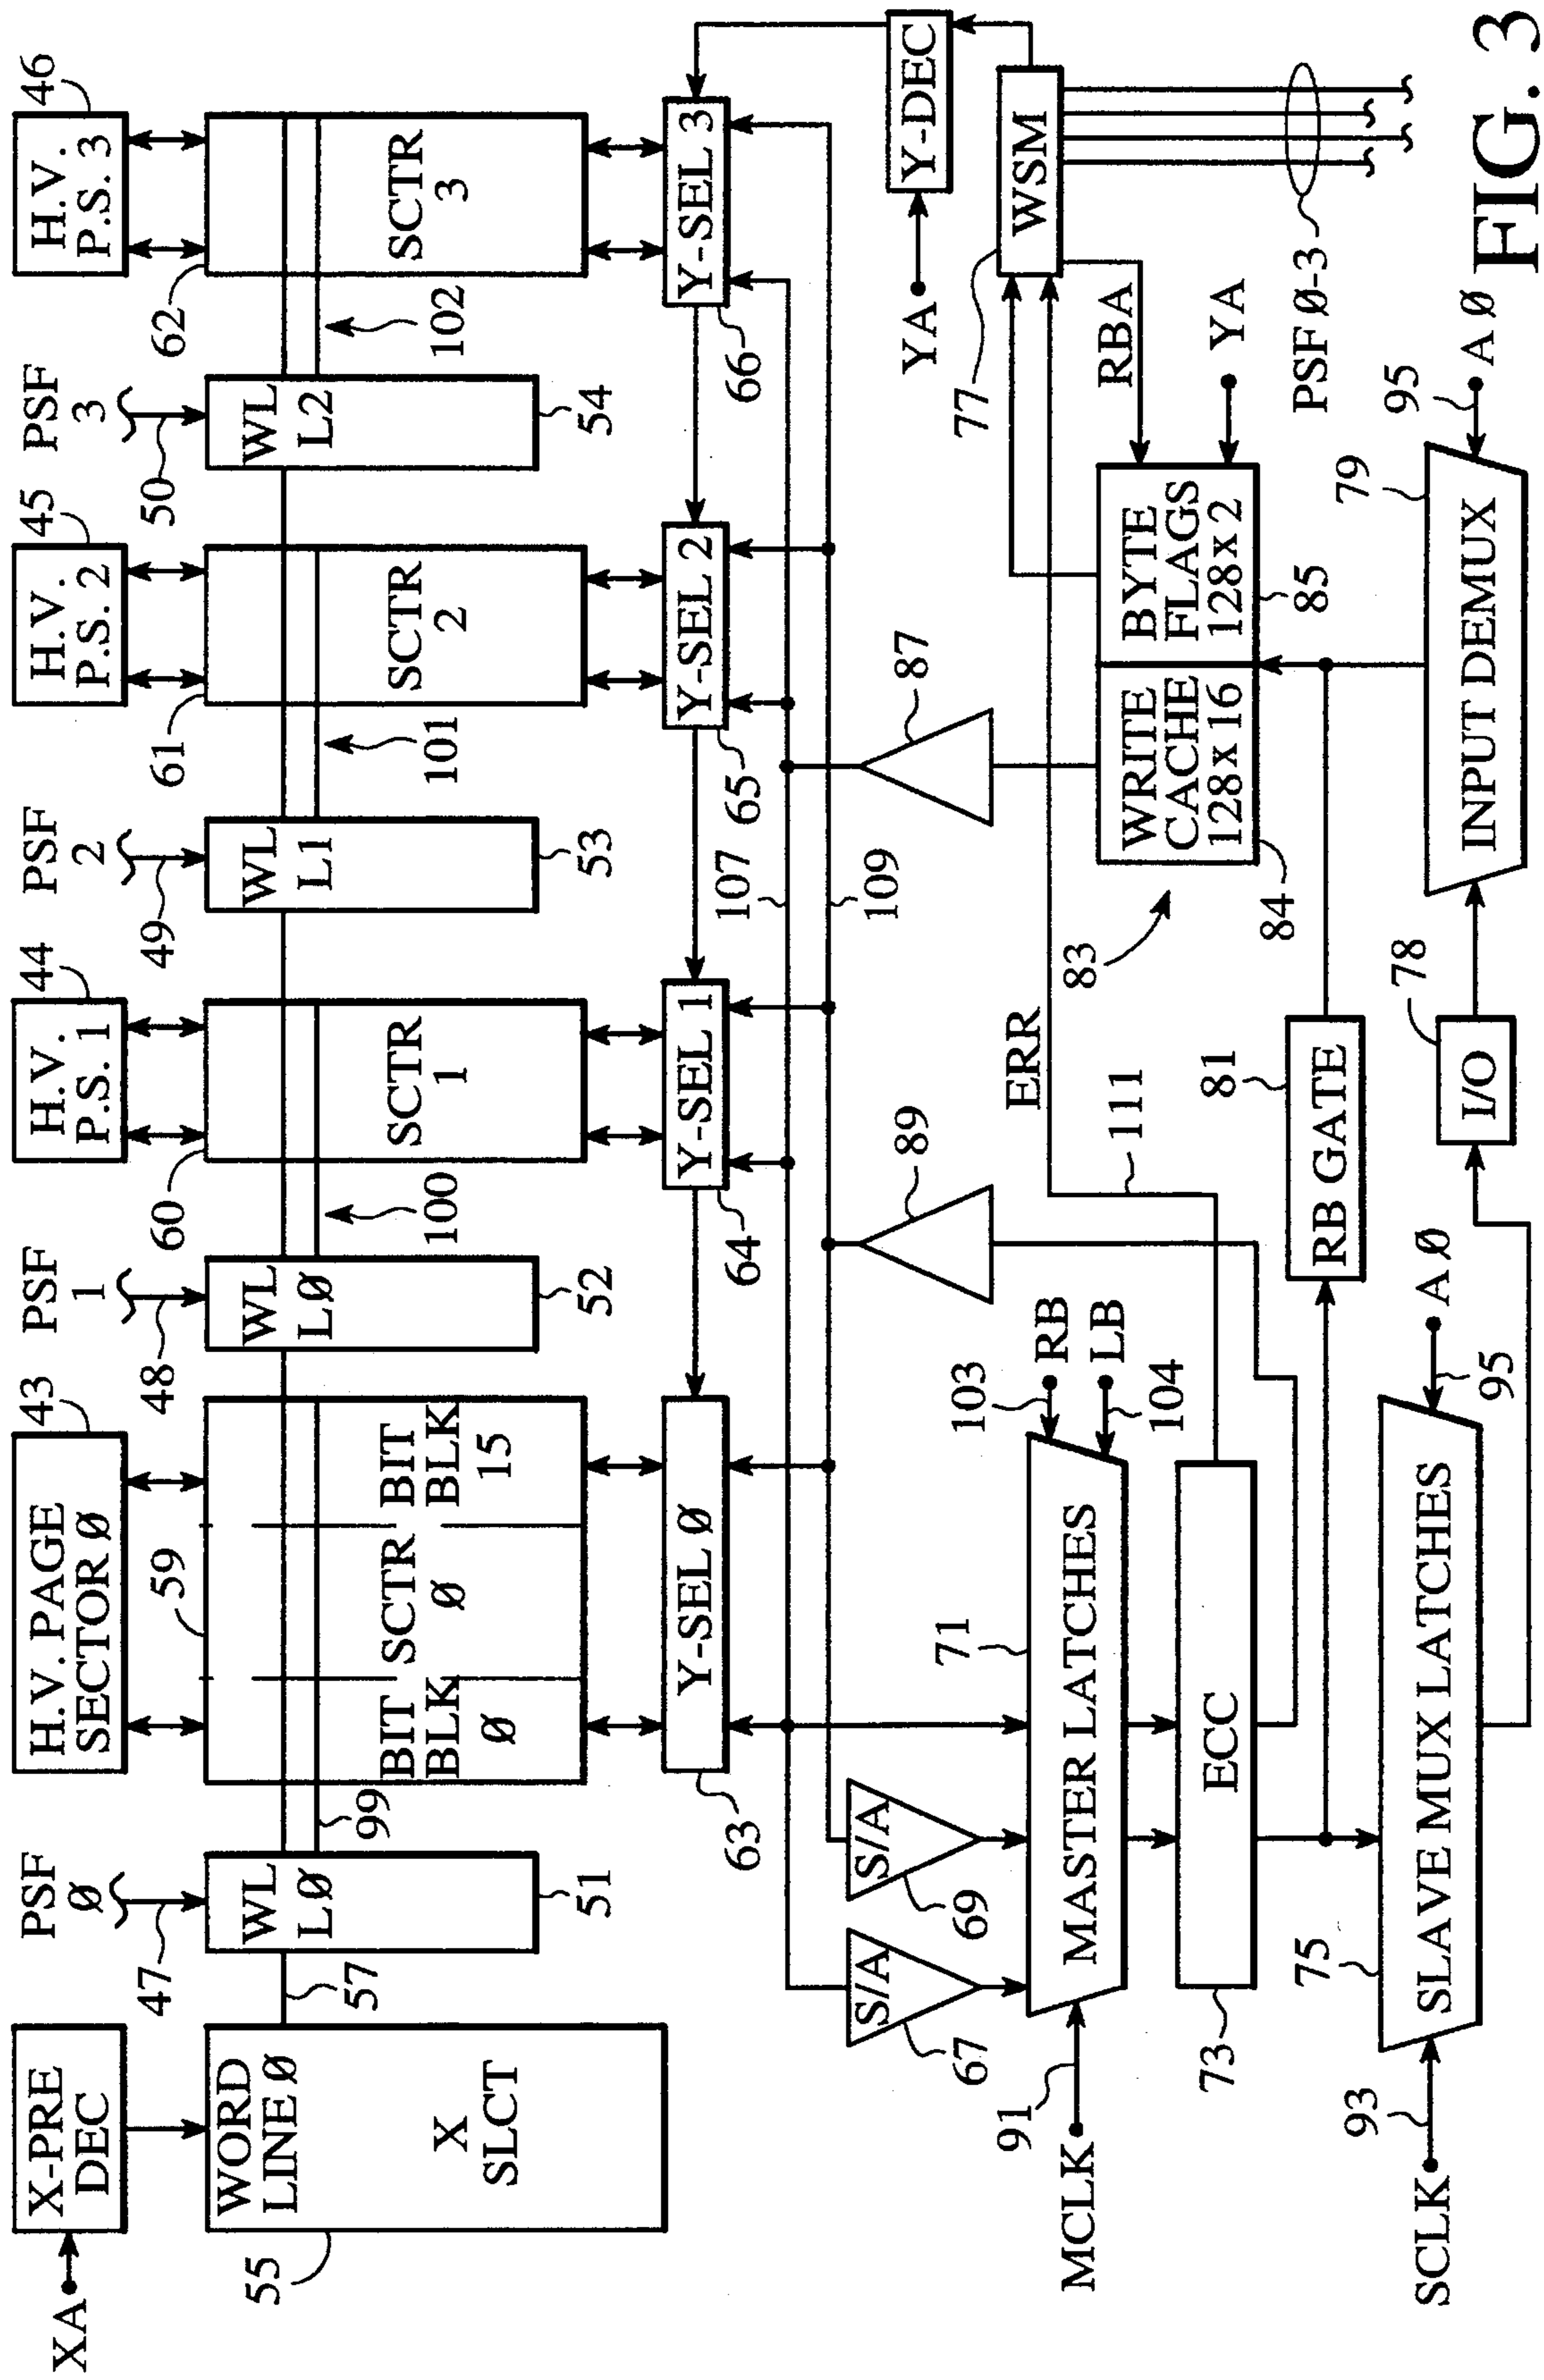 XA
X-PRE
DEC
WORD
LINE Ø
X
SLCT
55
57
PSF
Ø
47
WL
LØ
51
99
H.V. PAGE
SECTOR Ø
43
59
BIT
BLK
Ø
SCTR
Ø
BIT
BLK
15
PSF
1
48
WL
LØ
52
100
H.V.
P.S. 1
44
60
SCTR
1
PSF
2
49
WL
L1
53
101
H.V.
P.S. 2
45
61
SCTR
2
PSF
3
50
WL
L2
54
102
H.V.
P.S. 3
46
62
SCTR
3
Y-SEL Ø
63
Y-SEL 1
64
Y-SEL 2
65
Y-SEL 3
66
107
109
S/A
67
S/A
69
89
87
YA
Y-DEC
77
WSM
RBA
YA
PSF Ø-3
ERR
111
MCLK
91
MASTER LATCHES
71
103
RB
LB
104
ECC
73
83
WRITE
CACHE
128x16
84
BYTE
FLAGS
128x2
85
RB GATE
81
SCLK
93
SLAVE MUX LATCHES
75
A Ø
95
I/O
78
INPUT DEMUX
79
95
A Ø
FIG. 3